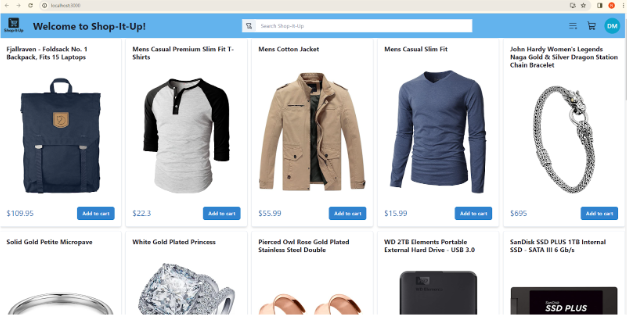 localhost:3000
Shop-It-Up
Welcome to Shop-It-Up!
Search Shop-It-Up
DM
Fjallraven - Foldsack No. 1
Backpack, Fits 15 Laptops
$109.95
Add to cart
Mens Casual Premium Slim Fit T-
Shirts
$22.3
Add to cart
Mens Cotton Jacket
$55.99
Add to cart
Mens Casual Slim Fit
$15.99
Add to cart
John Hardy Women's Legends
Naga Gold & Silver Dragon Station
Chain Bracelet
$695
Add to cart
Solid Gold Petite Micropave
White Gold Plated Princess
Pierced Owl Rose Gold Plated
Stainless Steel Double
WD 2TB Elements Portable
External Hard Drive - USB 3.0
SanDisk SSD PLUS 1TB Internal
SSD - SATA III 6 Gb/s
SanDisk
SSD PLUS